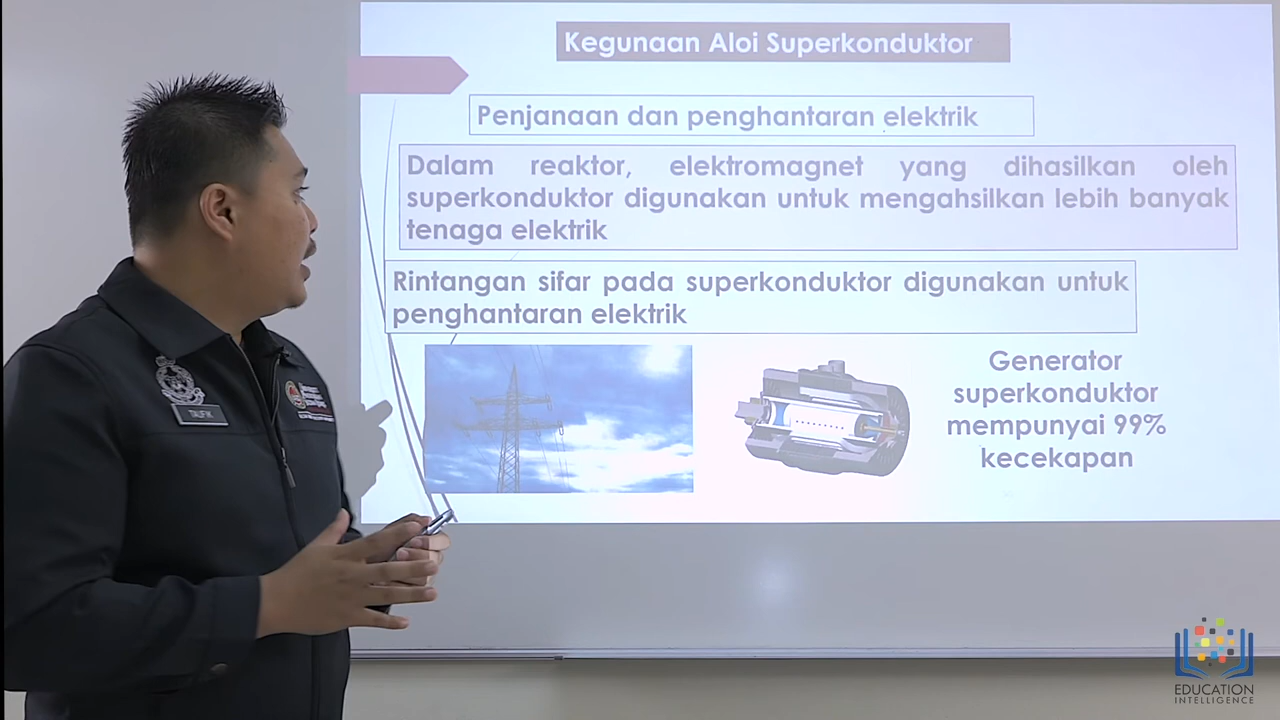 Kegunaan Aloi Superkonduktor
Penjanaan dan penghantaran elektrik
Dalam reaktor, elektromagnet yang dihasilkan oleh
superkonduktor digunakan untuk mengahsilkan lebih banyak
tenaga elektrik
Rintangan sifar pada superkonduktor digunakan untuk
penghantaran elektrik
Generator
superkonduktor
mempunyai 99%
kecekapan
TAUFIK
EDUCATION
INTELLIGENCE